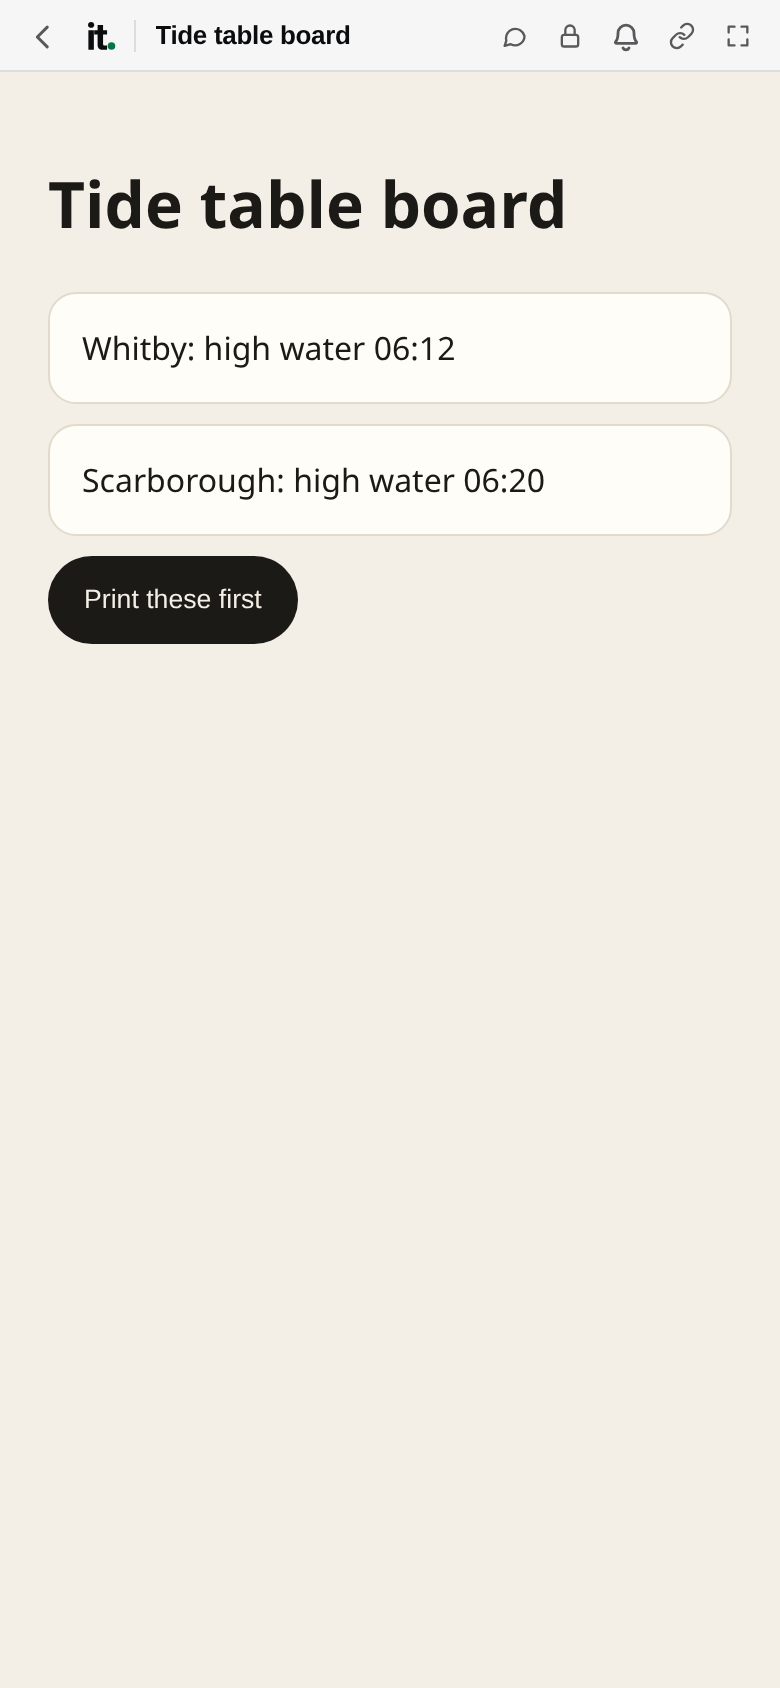 it.
Tide table board
Tide table board
Whitby: high water 06:12
Scarborough: high water 06:20
Print these first